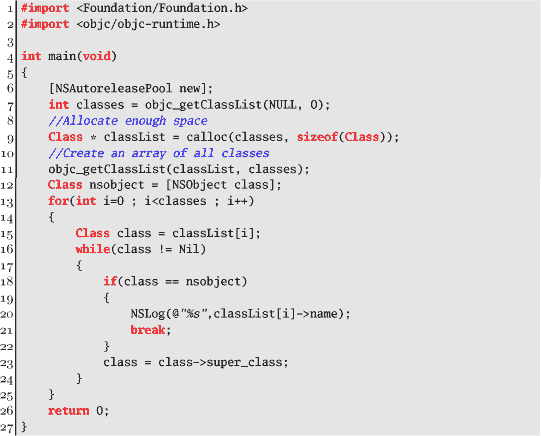 1 #import <Foundation/Foundation.h>
2 #import <objc/objc-runtime.h>
3
4 int main(void)
5 {
6     [NSAutoreleasePool new];
7     int classes = objc_getClassList(NULL, 0);
8     //Allocate enough space
9     Class * classList = calloc(classes, sizeof(Class));
10     //Create an array of all classes
11     objc_getClassList(classList, classes);
12     Class nsobject = [NSObject class];
13     for(int i=0 ; i<classes ; i++)
14     {
15         Class class = classList[i];
16         while(class != Nil)
17         {
18             if(class == nsobject)
19             {
20                 NSLog(@"%s",classList[i]->name);
21                 break;
22             }
23             class = class->super_class;
24         }
25     }
26     return 0;
27 }